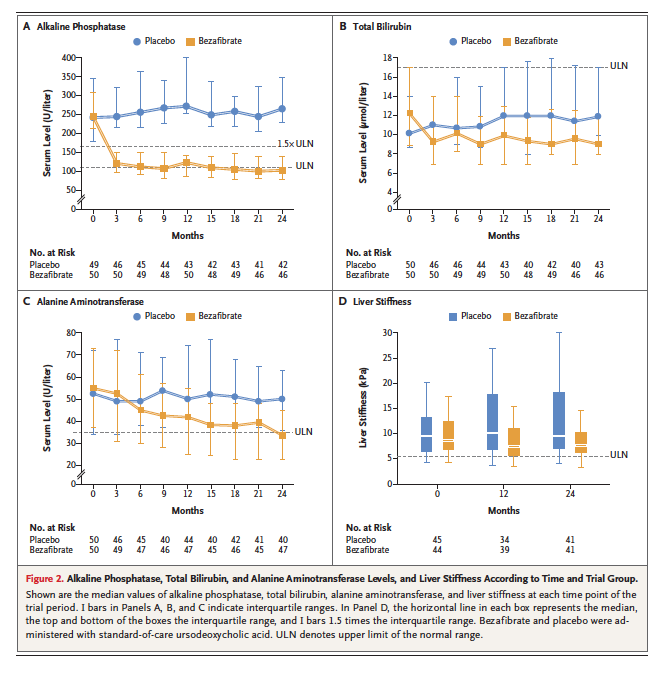 A Alkaline Phosphatase
Placebo Bezafibrate
Serum Level (U/liter)
400
350
300
250
200
150
100
50
0
1.5×ULN
ULN
0 3 6 9 12 15 18 21 24
Months
No. at Risk
Placebo 49 46 45 44 43 42 43 41 42
Bezafibrate 50 50 49 48 50 48 49 46 46
B Total Bilirubin
Placebo Bezafibrate
Serum Level (μmol/liter)
18
16
14
12
10
8
6
4
0
ULN
0 3 6 9 12 15 18 21 24
Months
No. at Risk
Placebo 50 46 46 44 43 40 42 40 43
Bezafibrate 50 50 49 49 50 48 49 46 46
C Alanine Aminotransferase
Placebo Bezafibrate
Serum Level (U/liter)
80
70
60
50
40
30
20
0
ULN
0 3 6 9 12 15 18 21 24
Months
No. at Risk
Placebo 50 46 45 40 44 40 42 41 40
Bezafibrate 50 49 47 46 47 45 46 45 47
D Liver Stiffness
Placebo Bezafibrate
Liver Stiffness (kPa)
30
25
20
15
10
5
0
ULN
0 12 24
Months
No. at Risk
Placebo 45 34 41
Bezafibrate 44 39 41
Figure 2. Alkaline Phosphatase, Total Bilirubin, and Alanine Aminotransferase Levels, and Liver Stiffness According to Time and Trial Group.
Shown are the median values of alkaline phosphatase, total bilirubin, alanine aminotransferase, and liver stiffness at each time point of the
trial period. I bars in Panels A, B, and C indicate interquartile ranges. In Panel D, the horizontal line in each box represents the median,
the top and bottom of the boxes the interquartile range, and I bars 1.5 times the interquartile range. Bezafibrate and placebo were ad-
ministered with standard-of-care ursodeoxycholic acid. ULN denotes upper limit of the normal range.